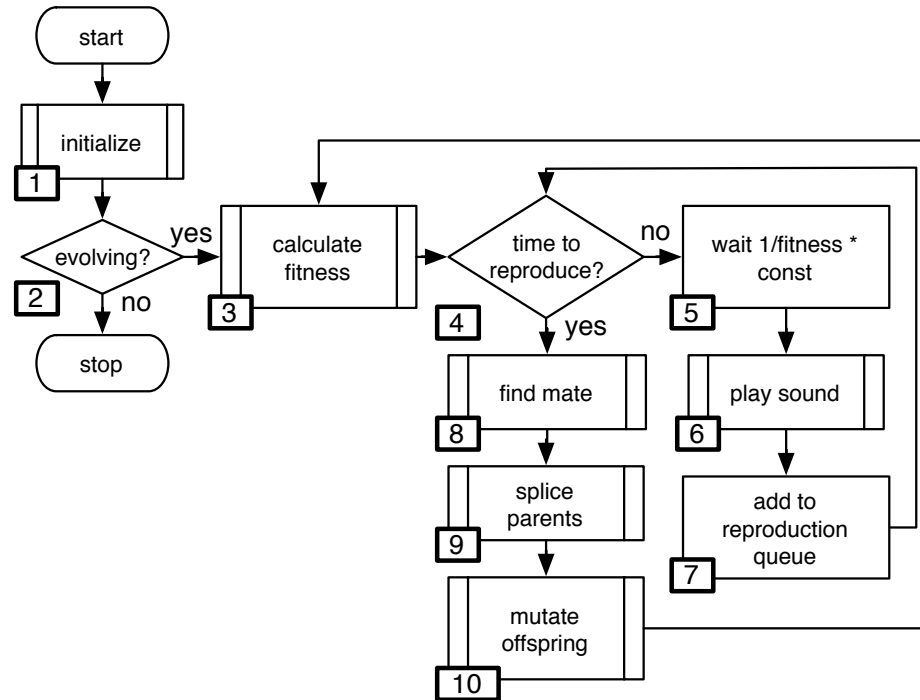 start
initialize
1
evolving?
yes
2
no
stop
calculate
fitness
3
time to
reproduce?
no
4
yes
wait 1/fitness *
const
5
play sound
6
add to
reproduction
queue
7
find mate
8
splice
parents
9
mutate
offspring
10